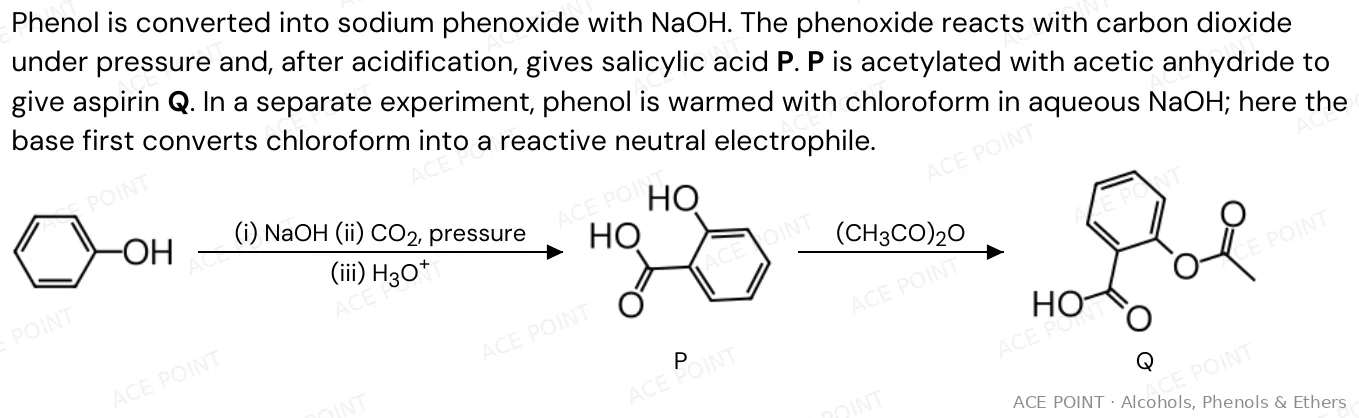 Phenol is converted into sodium phenoxide with NaOH. The phenoxide reacts with carbon dioxide
under pressure and, after acidification, gives salicylic acid P. P is acetylated with acetic anhydride to
give aspirin Q. In a separate experiment, phenol is warmed with chloroform in aqueous NaOH; here the
base first converts chloroform into a reactive neutral electrophile.
OH
(i) NaOH (ii) CO₂, pressure
(iii) H₃O⁺
HO
HO
O
P
(CH₃CO)₂O
O
O
HO
O
Q
ACE POINT · Alcohols, Phenols & Ethers
ACE POINT